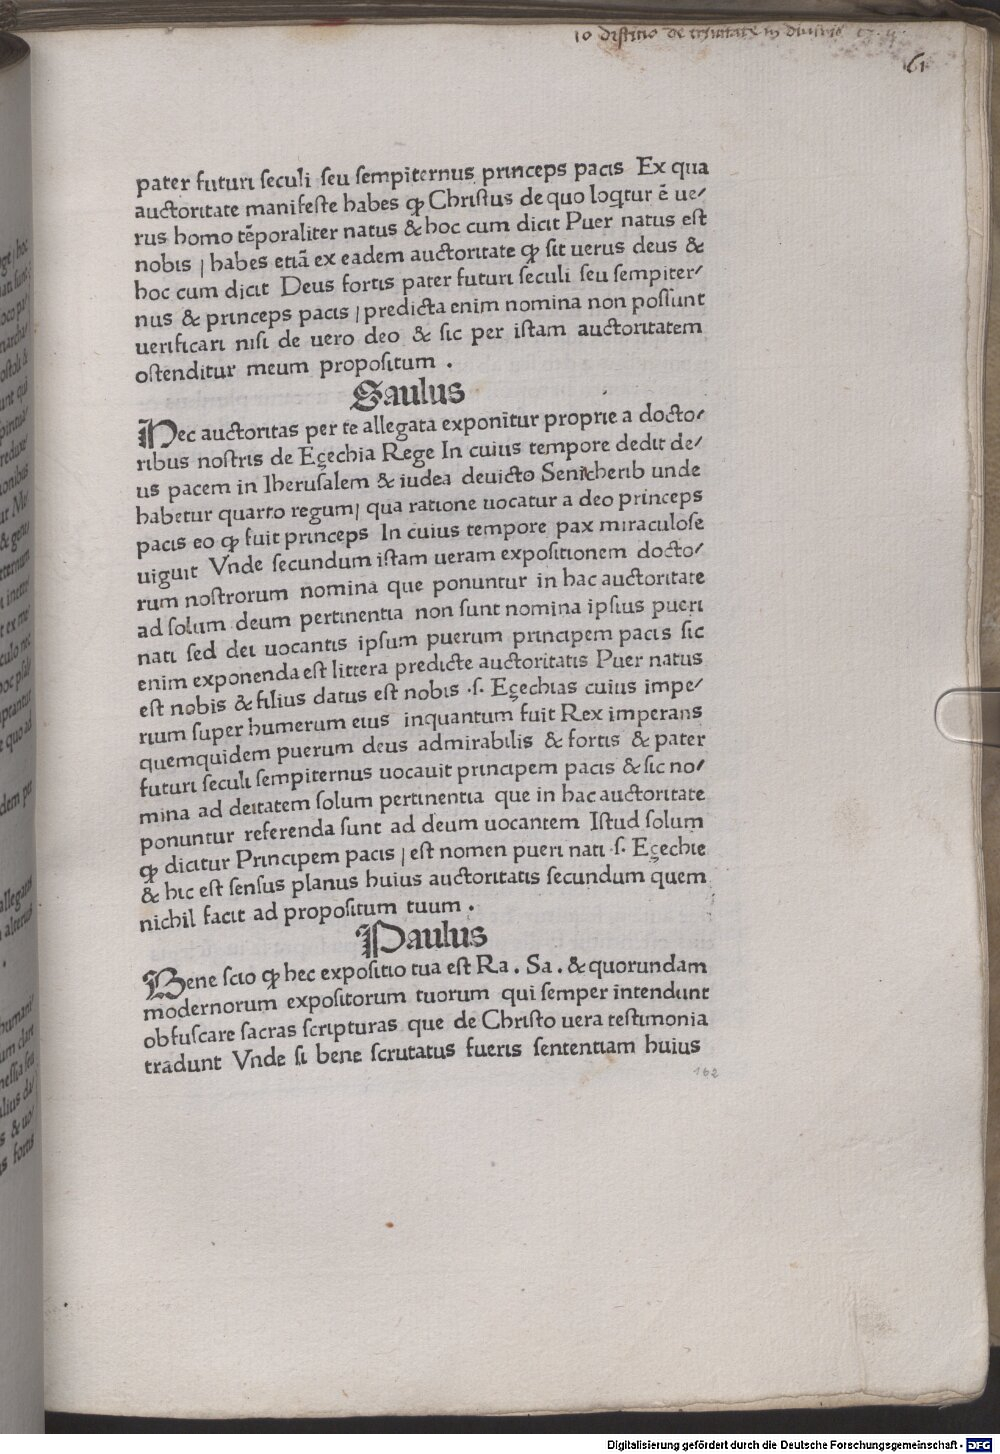 10 distictio de trinitate in diuinis
61
pater futuri seculi seu sempiternus princeps pacis Ex qua
auctoritate manifeste habes ꝙ Christus de quo loqͥtur ē ue⸗
rus homo tēporaliter natus & hoc cum dicit Puer natus est
nobis / habes etiā ex eadem auctoritate ꝙ sit uerus deus &
hoc cum dicit Deus fortis pater futuri seculi seu sempiter⸗
nus & princeps pacis / predicta enim nomina non possunt
uerificari nisi de uero deo & sic per istam auctoritatem
ostenditur meum propositum .
Saulus
Hec auctoritas per te allegata exponitur proprie a docto⸗
ribus nostris de Eçechia Rege In cuius tempore dedit de⸗
us pacem in Iherusalem & iudea deuicto Senacherib unde
habetur quarto regum / qua ratione uocatur a deo princeps
pacis eo ꝙ fuit princeps In cuius tempore pax miraculose
uiguit Vnde secundum istam ueram expositionem docto⸗
rum nostrorum nomina que ponuntur in hac auctoritate
ad solum deum pertinentia non sunt nomina ipsius pueri
nati sed dei uocantis ipsum puerum principem pacis sic
enim exponenda est littera predicte auctoritatis Puer natus
est nobis & filius datus est nobis .s. Eçechias cuius impe⸗
rium super humerum eius inquantum fuit Rex imperans
quemquidem puerum deus admirabilis & fortis & pater
futuri seculi sempiternus uocauit principem pacis & sic no⸗
mina ad deitatem solum pertinentia que in hac auctoritate
ponuntur referenda sunt ad deum uocantem Istud solum
ꝙ dicitur Principem pacis / est nomen pueri nati .s. Eçechie
& hic est sensus planus huius auctoritatis secundum quem
nichil facit ad propositum tuum .
Paulus
Bene scio ꝙ hec expositio tua est Ra . Sa . & quorundam
modernorum expositorum tuorum qui semper intendunt
obfuscare sacras scripturas que de Christo uera testimonia
tradunt Vnde si bene scrutatus fueris sententiam huius
162
Digitalisierung gefördert durch die Deutsche Forschungsgemeinschaft - DFG